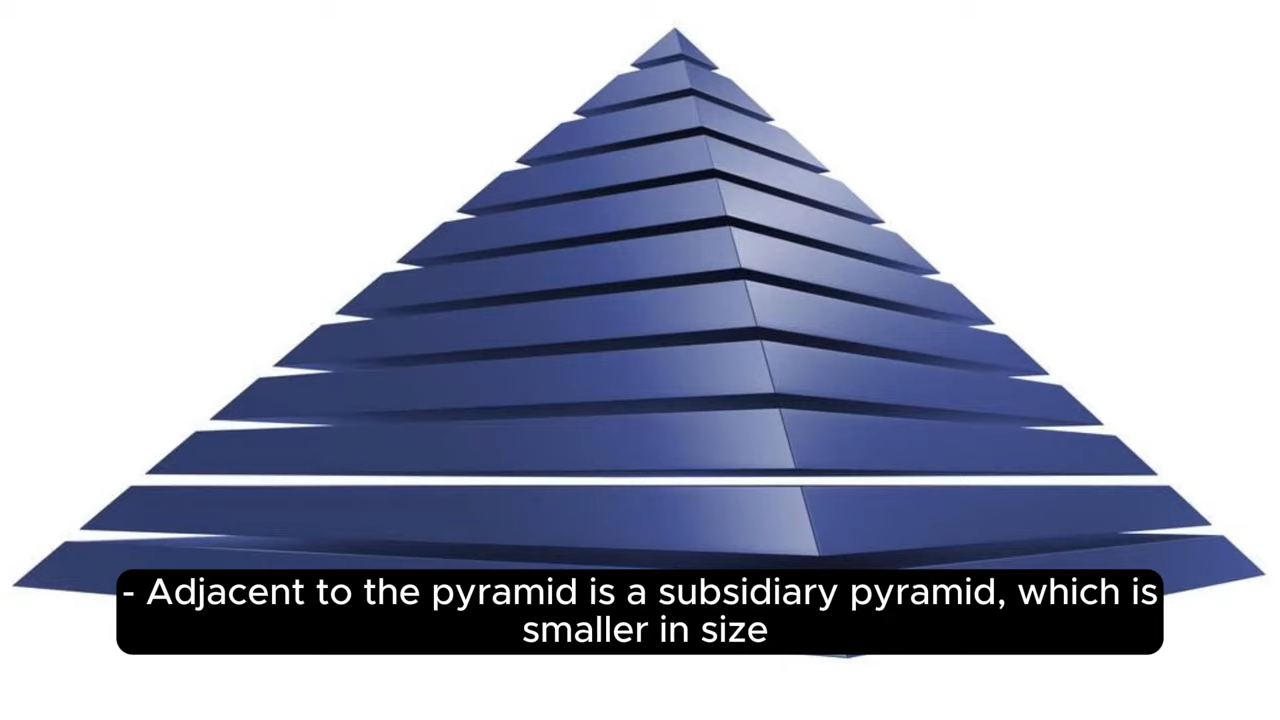 - Adjacent to the pyramid is a subsidiary pyramid, which is
smaller in size